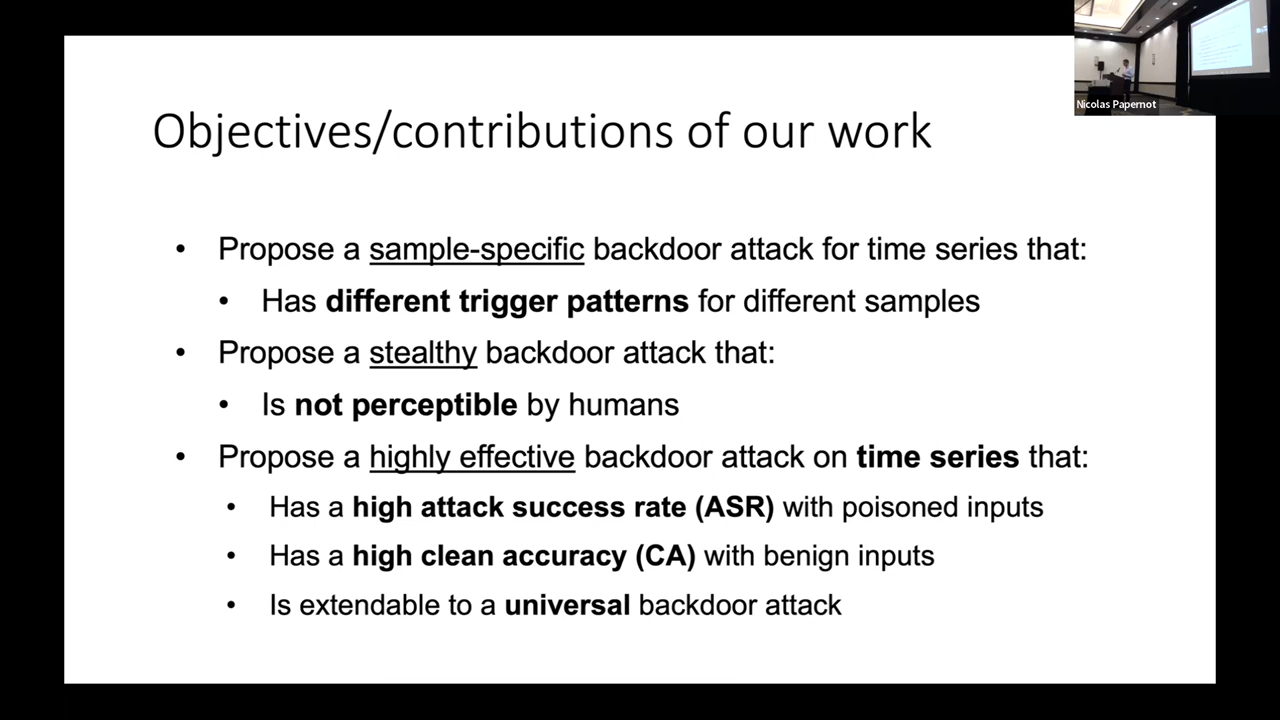 Nicolas Papernot
Objectives/contributions of our work
• Propose a sample-specific backdoor attack for time series that:
• Has different trigger patterns for different samples
• Propose a stealthy backdoor attack that:
• Is not perceptible by humans
• Propose a highly effective backdoor attack on time series that:
• Has a high attack success rate (ASR) with poisoned inputs
• Has a high clean accuracy (CA) with benign inputs
• Is extendable to a universal backdoor attack